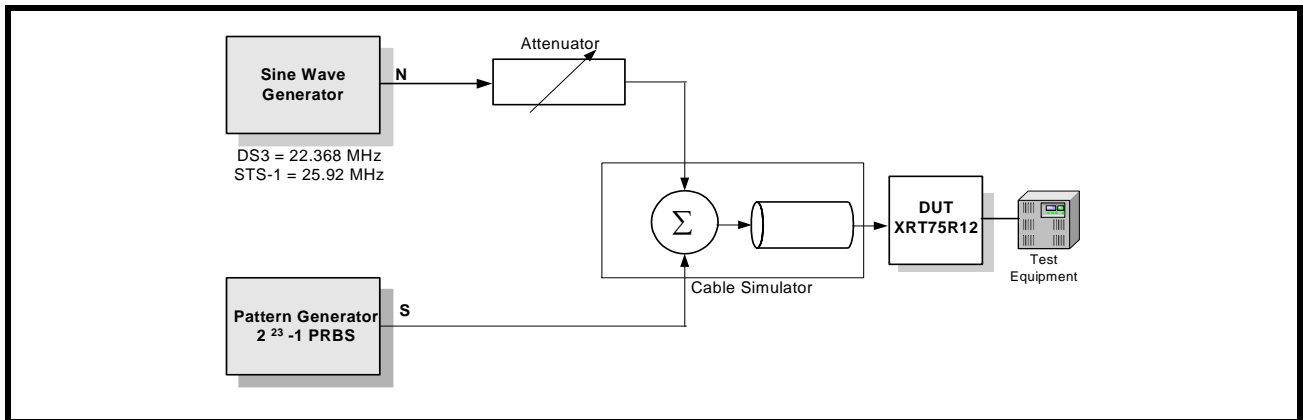 Attenuator
Sine Wave
Generator
N
DS3 = 22.368 MHz
STS-1 = 25.92 MHz
Σ
DUT
XRT75R12
Test
Equipment
Cable Simulator
Pattern Generator
2 23 -1 PRBS
S